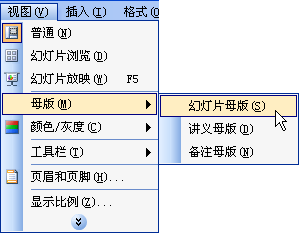 视图(V) 插入(I) 格式(O)
普通(N)
幻灯片浏览(D)
幻灯片放映(W) F5
母版(M)
幻灯片母版(S)
颜色/灰度(C)
讲义母版(D)
工具栏(T)
备注母版(N)
页眉和页脚(H)...
显示比例(Z)...